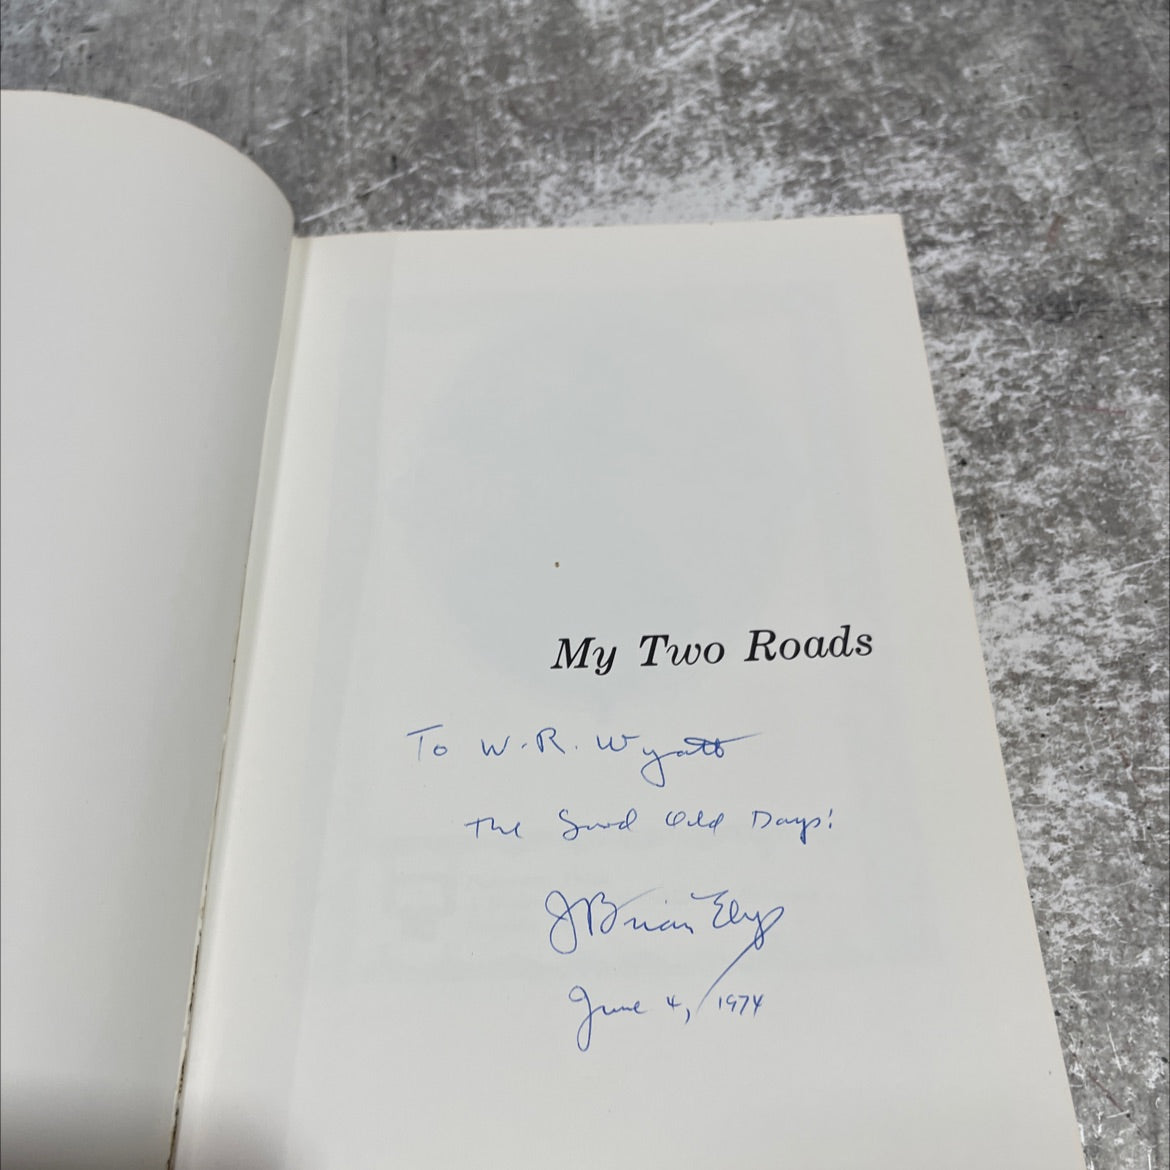 My Two Roads
To W.R. Wyatt
The Good Old Days!
J Brian Ely
June 4, 1974